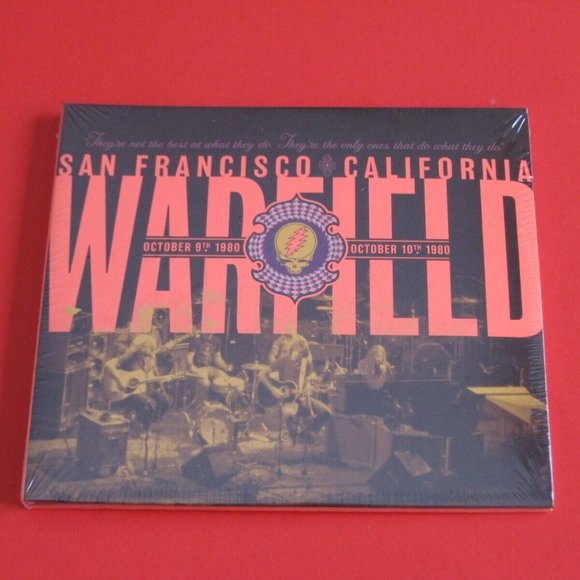 They're not the best at what they do. They're the only ones that do what they do.
SAN FRANCISCO CALIFORNIA
WARFIELD
OCTOBER 9TH 1980 OCTOBER 10TH 1980